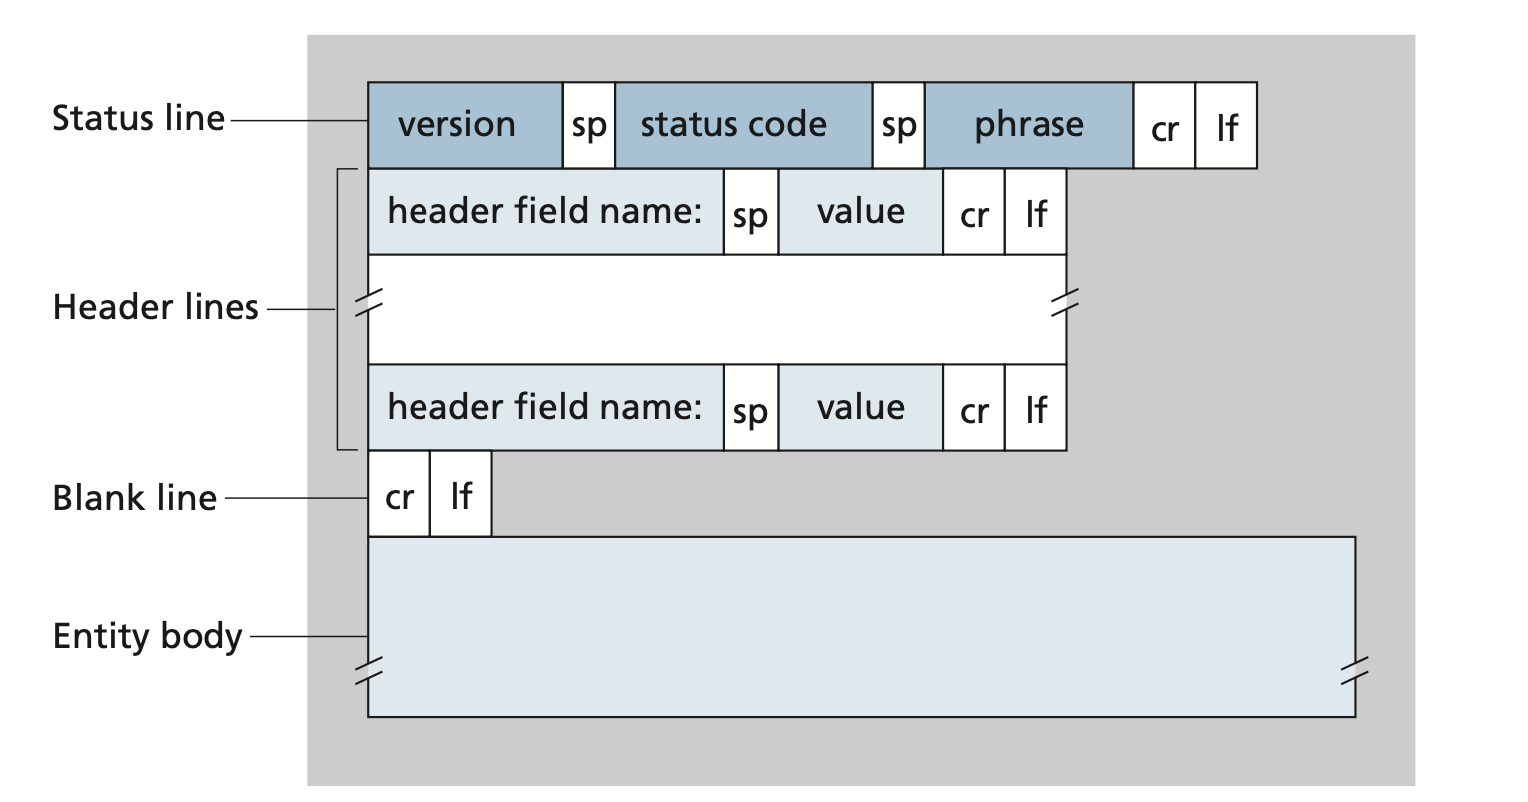 Status line version sp status code sp phrase cr lf
header field name: sp value cr lf
Header lines
header field name: sp value cr lf
Blank line cr lf
Entity body